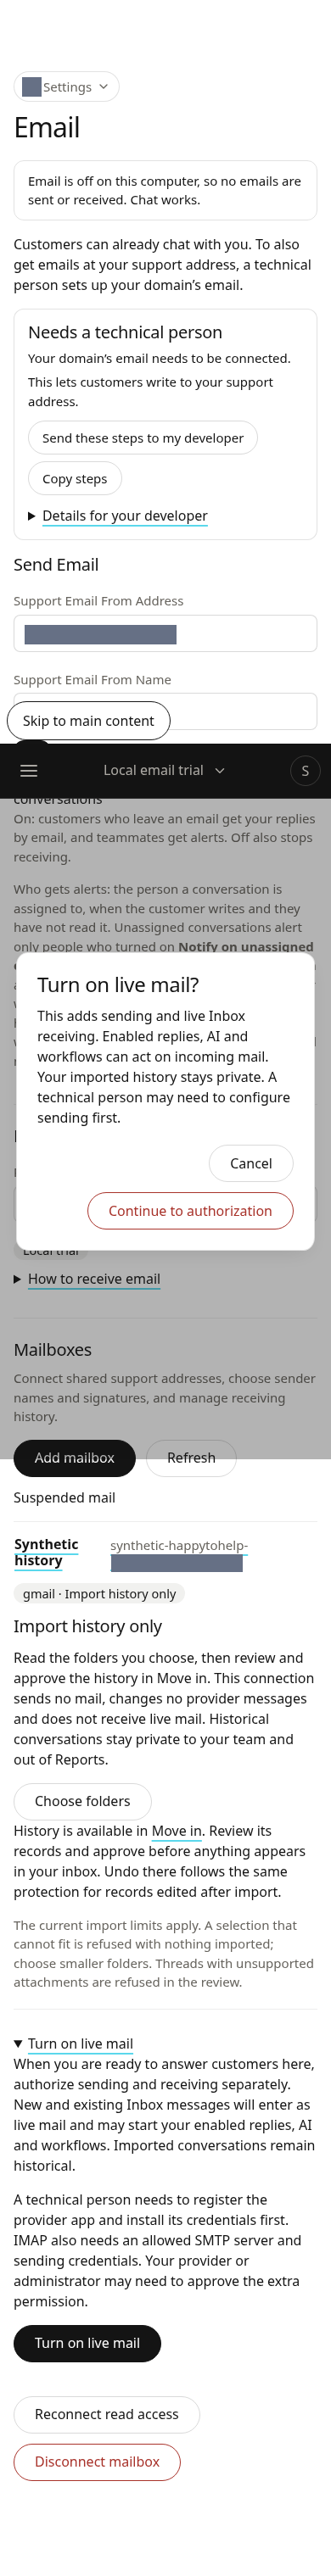 Settings
Email
Email is off on this computer, so no emails are
sent or received. Chat works.
Customers can already chat with you. To also
get emails at your support address, a technical
person sets up your domain’s email.
Needs a technical person
Your domain’s email needs to be connected.
This lets customers write to your support
address.
Send these steps to my developer
Copy steps
Details for your developer
Send Email
Support Email From Address
Support Email From Name
Skip to main content
Local email trial
S
conversations
On: customers who leave an email get your replies
by email, and teammates get alerts. Off also stops
receiving.
Who gets alerts: the person a conversation is
assigned to, when the customer writes and they
have not read it. Unassigned conversations alert
only people who turned on Notify on unassigned
Turn on live mail?
This adds sending and live Inbox
receiving. Enabled replies, AI and
workflows can act on incoming mail.
Your imported history stays private. A
technical person may need to configure
sending first.
Cancel
Continue to authorization
Local trial
How to receive email
Mailboxes
Connect shared support addresses, choose sender
names and signatures, and manage receiving
history.
Add mailbox
Refresh
Suspended mail
Synthetic
history
synthetic-happytohelp-
gmail · Import history only
Import history only
Read the folders you choose, then review and
approve the history in Move in. This connection
sends no mail, changes no provider messages
and does not receive live mail. Historical
conversations stay private to your team and
out of Reports.
Choose folders
History is available in Move in. Review its
records and approve before anything appears
in your inbox. Undo there follows the same
protection for records edited after import.
The current import limits apply. A selection that
cannot fit is refused with nothing imported;
choose smaller folders. Threads with unsupported
attachments are refused in the review.
Turn on live mail
When you are ready to answer customers here,
authorize sending and receiving separately.
New and existing Inbox messages will enter as
live mail and may start your enabled replies, AI
and workflows. Imported conversations remain
historical.
A technical person needs to register the
provider app and install its credentials first.
IMAP also needs an allowed SMTP server and
sending credentials. Your provider or
administrator may need to approve the extra
permission.
Turn on live mail
Reconnect read access
Disconnect mailbox